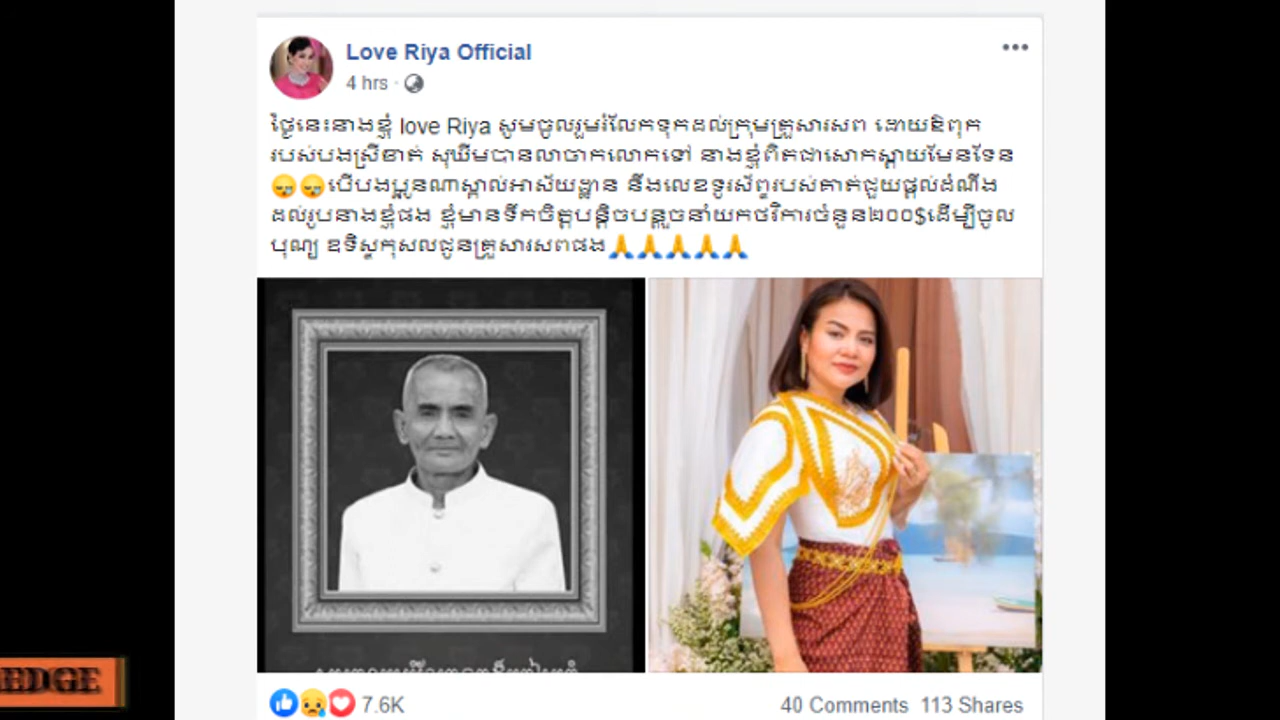 Love Riya Official
4 hrs ·
ថ្ងៃនេះនាងខ្ញុំ love Riya សូមចូលរួមរំលែកទុកដល់ក្រុមគ្រួសារសព ដោយឪពុក
របស់បងស្រីខាត់ សុឃីមបានលាចាកលោកទៅ នាងខ្ញុំពិតជាសោកស្ដាយមែនទែន
😪😪បើបងប្អូនណាស្គាល់អាស័យដ្ឋាន នឹងលេខទូរស័ព្ទរបស់គាត់ជួយផ្ដល់ដំណឹង
ដល់រូបនាងខ្ញុំផង ខ្ញុំមានទឹកចិត្តបន្តិចបន្តួចនាំយកថវិការចំនួន២០០$ដើម្បីចូល
បុណ្យ ឧទិស្ទកុសលជូនគ្រួសារសពផង🙏🙏🙏🙏🙏
EDGE
7.6K
40 Comments 113 Shares